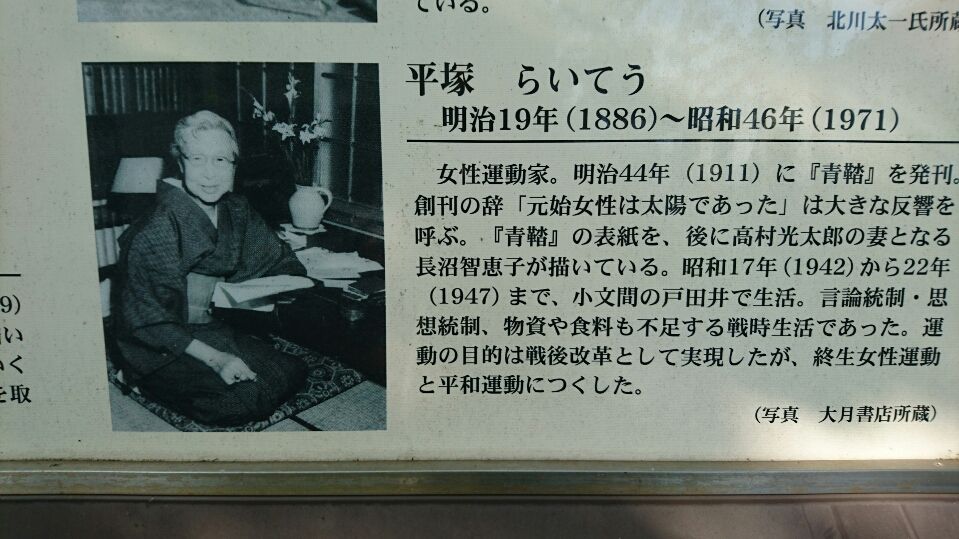 ている。
（写真 北川太一氏所蔵
平塚 らいてう
明治19年（1886）～昭和46年（1971）
女性運動家。明治44年（1911）に『青鞜』を発刊。
創刊の辞「元始女性は太陽であった」は大きな反響を
呼ぶ。『青鞜』の表紙を、後に高村光太郎の妻となる
長沼智恵子が描いている。昭和17年（1942）から22年
（1947）まで、小文間の戸田井で生活。言論統制・思
想統制、物資や食料も不足する戦時生活であった。運
動の目的は戦後改革として実現したが、終生女性運動
と平和運動につくした。
（写真 大月書店所蔵）
9）
い
いく
を取